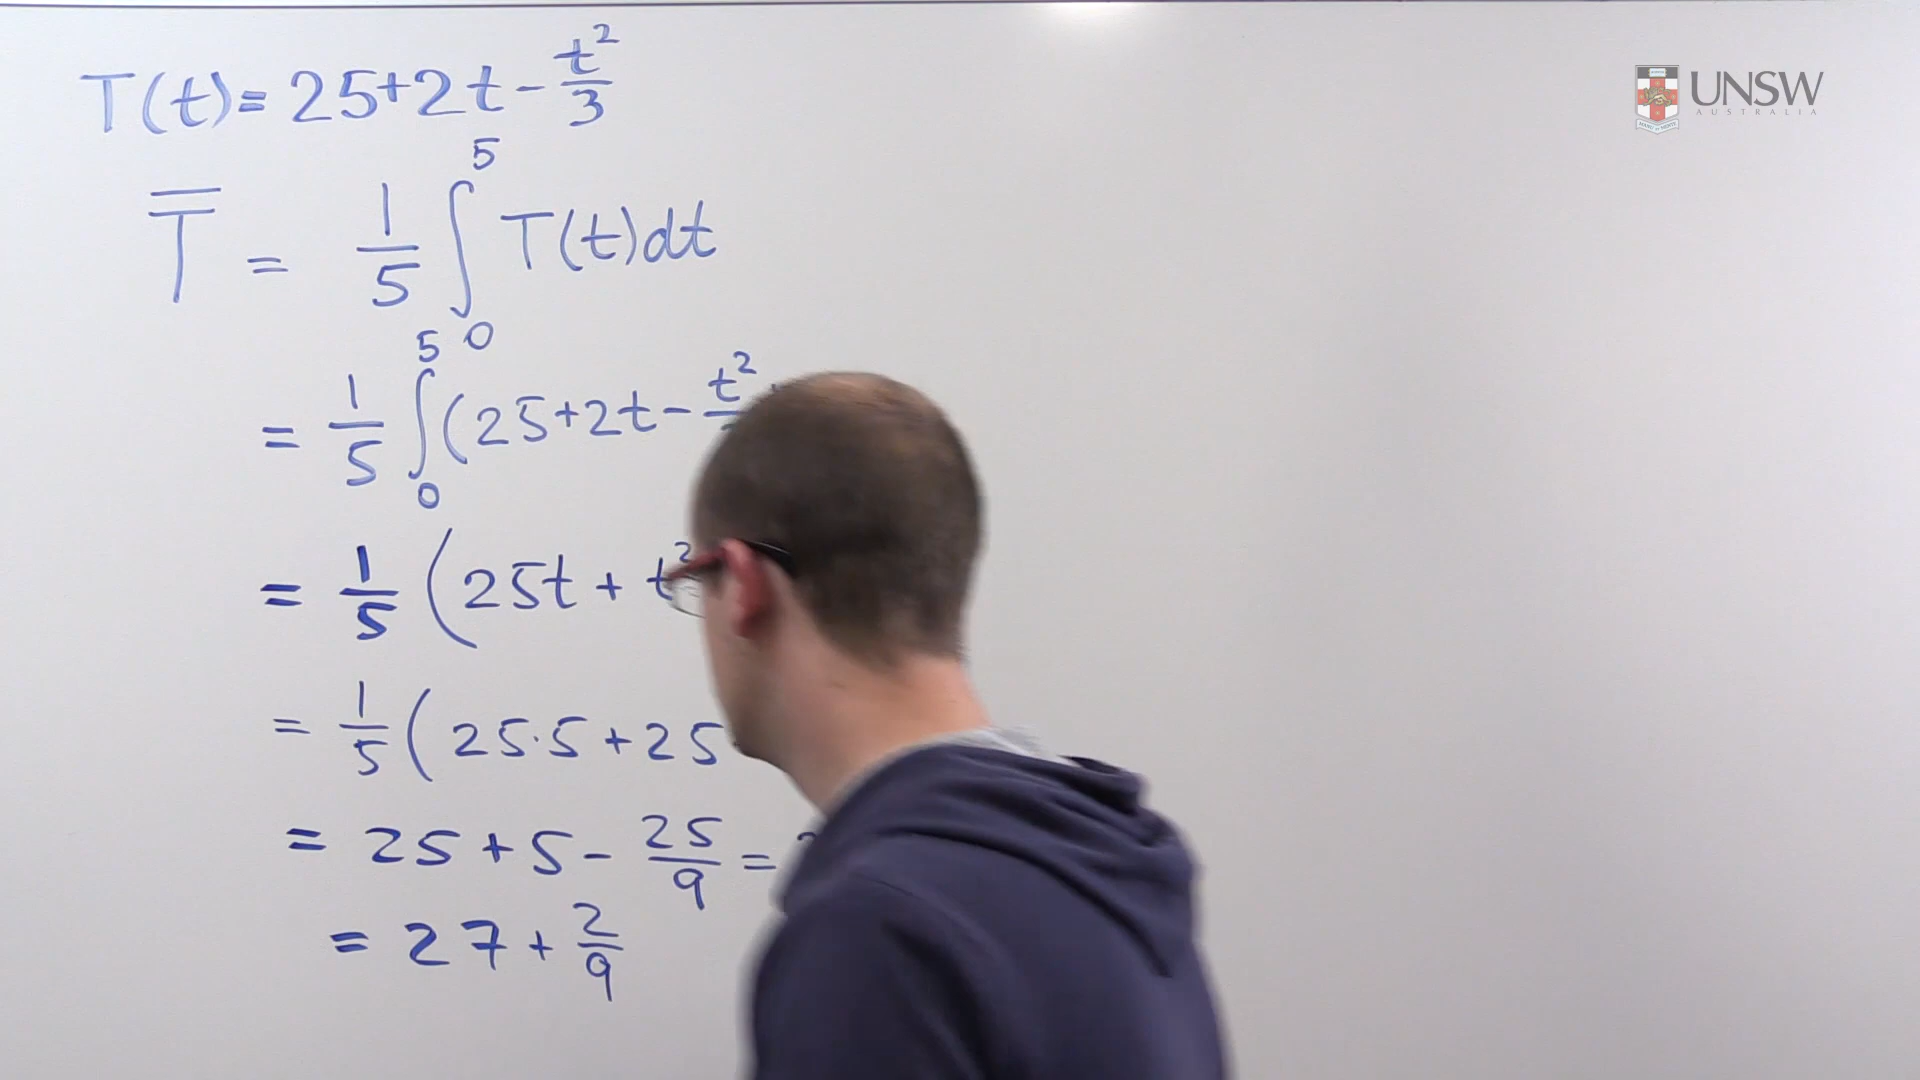 T(t)= 25+2t - t²/3
UNSW
AUSTRALIA
T̄ = 1/5 ∫₀⁵ T(t)dt
= 1/5 ∫₀⁵ (25+2t - t²
= 1/5 (25t + t²
= 1/5 (25·5+25
= 25+5- 25/9 =
= 27+ 2/9